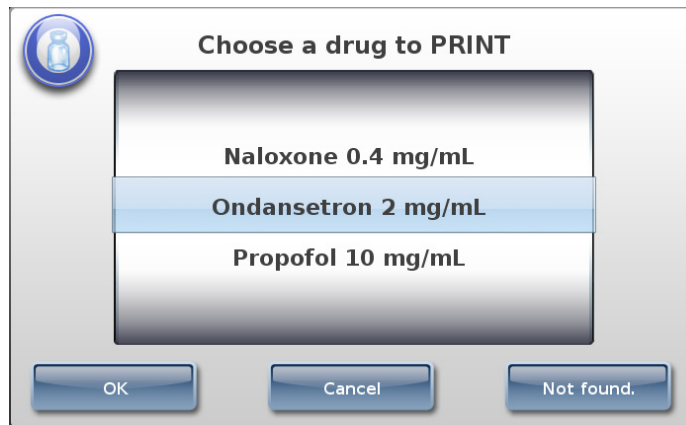 Choose a drug to PRINT
Naloxone 0.4 mg/mL
Ondansetron 2 mg/mL
Propofol 10 mg/mL
OK
Cancel
Not found.